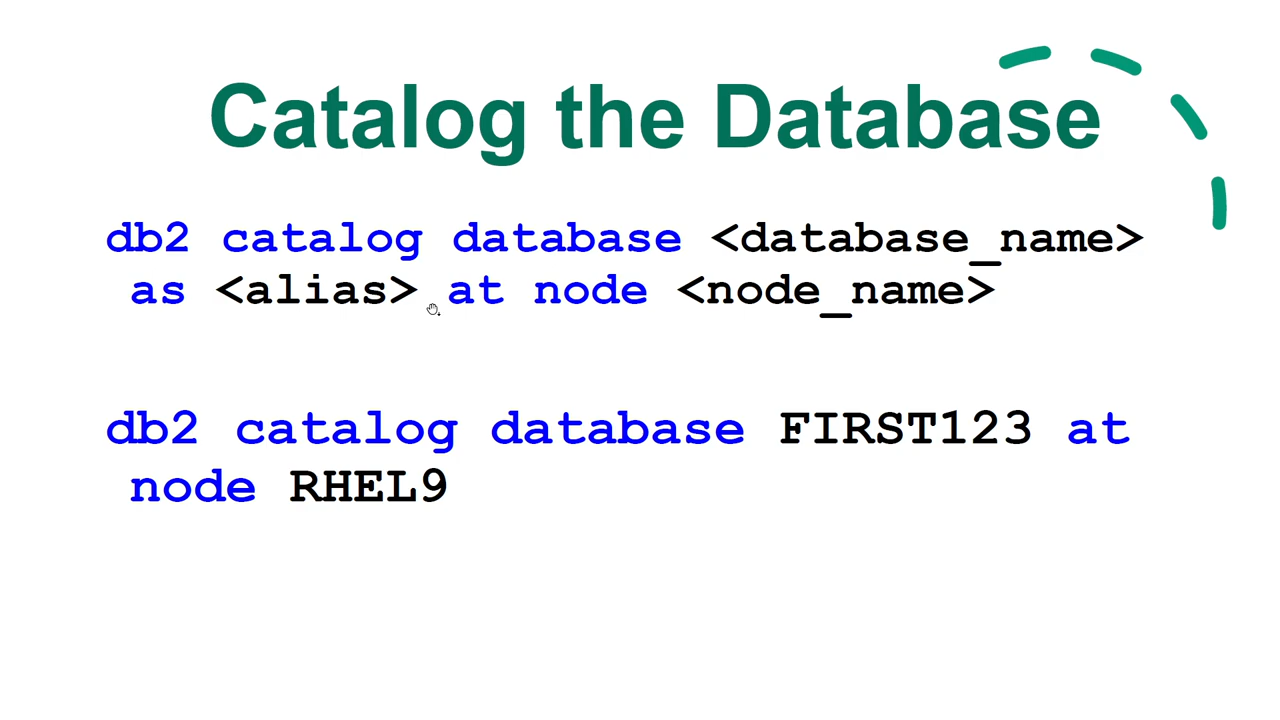 Catalog the Database
db2 catalog database <database_name>
as <alias> at node <node_name>
db2 catalog database FIRST123 at
node RHEL9